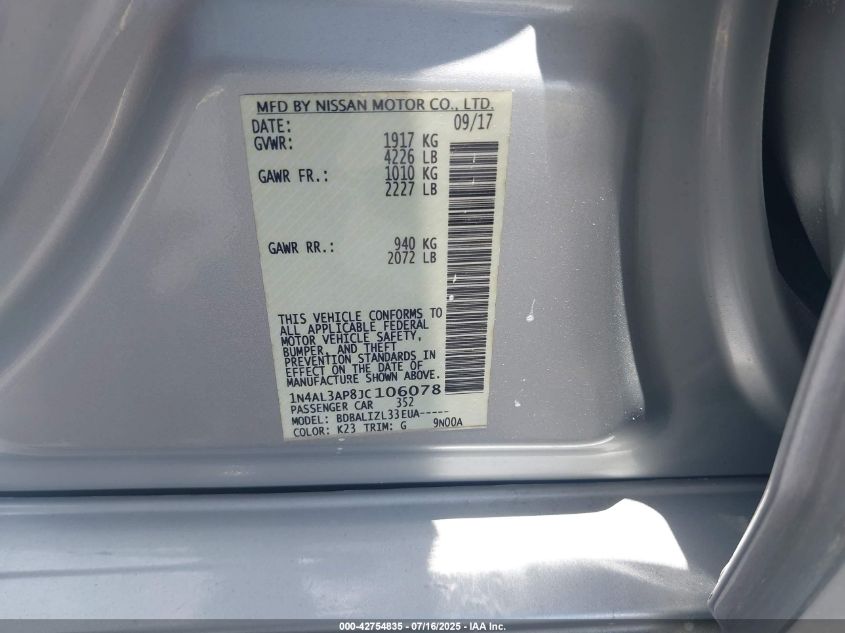 MFD BY NISSAN MOTOR CO., LTD.
DATE: 09/17
GVWR: 1917 KG
4226 LB
GAWR FR.: 1010 KG
2227 LB
GAWR RR.: 940 KG
2072 LB
THIS VEHICLE CONFORMS TO
ALL APPLICABLE FEDERAL
MOTOR VEHICLE SAFETY,
BUMPER, AND THEFT
PREVENTION STANDARDS IN
EFFECT ON THE DATE OF
MANUFACTURE SHOWN ABOVE.
1N4AL3AP8JC106078
PASSENGER CAR 352
MODEL: BDBALIZL33EUA-----
COLOR: K23 TRIM: G 9N00A
000-42754835 - 07/16/2025 - IAA Inc.